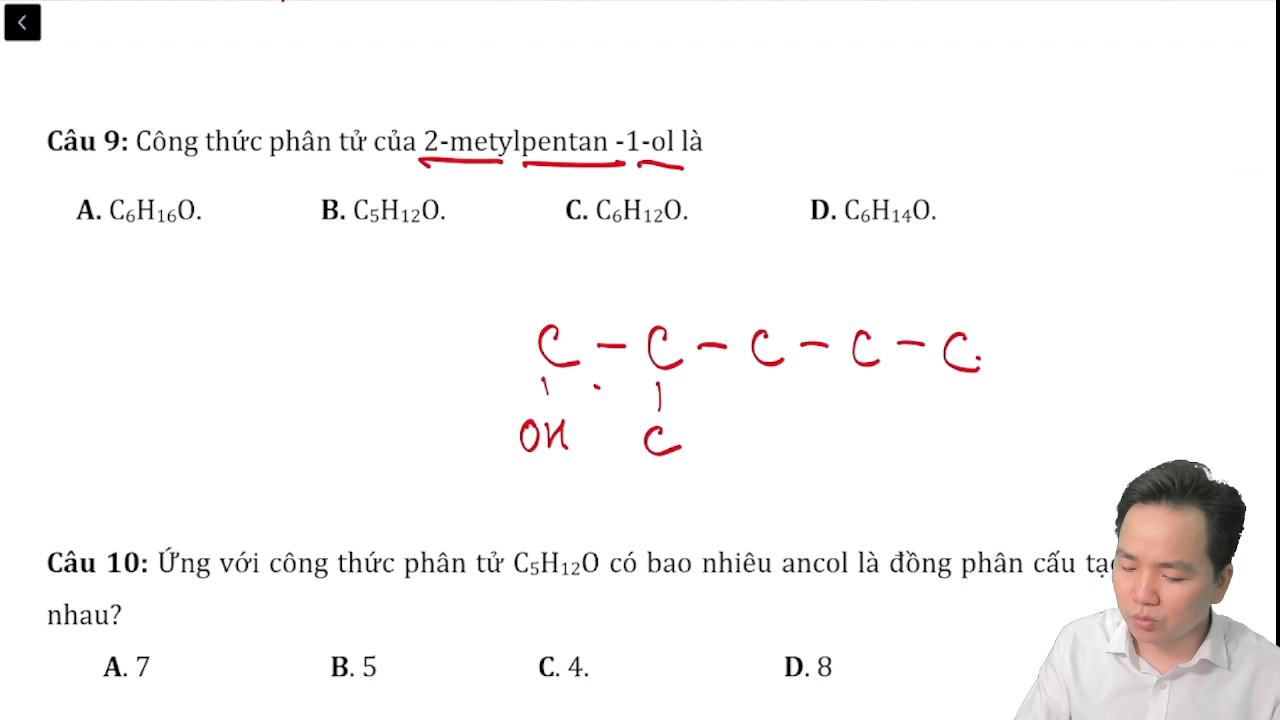 Câu 9: Công thức phân tử của 2-metylpentan -1-ol là
A. C₆H₁₆O. B. C₅H₁₂O. C. C₆H₁₂O. D. C₆H₁₄O.
C – C – C – C – C
OH C
Câu 10: Ứng với công thức phân tử C₅H₁₂O có bao nhiêu ancol là đồng phân cấu
nhau?
A. 7 B. 5 C. 4. D. 8